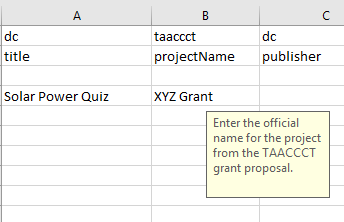 A B C
dc taaccct dc
title projectName publisher
Solar Power Quiz XYZ Grant
Enter the official
name for the project
from the TAACCCT
grant proposal.